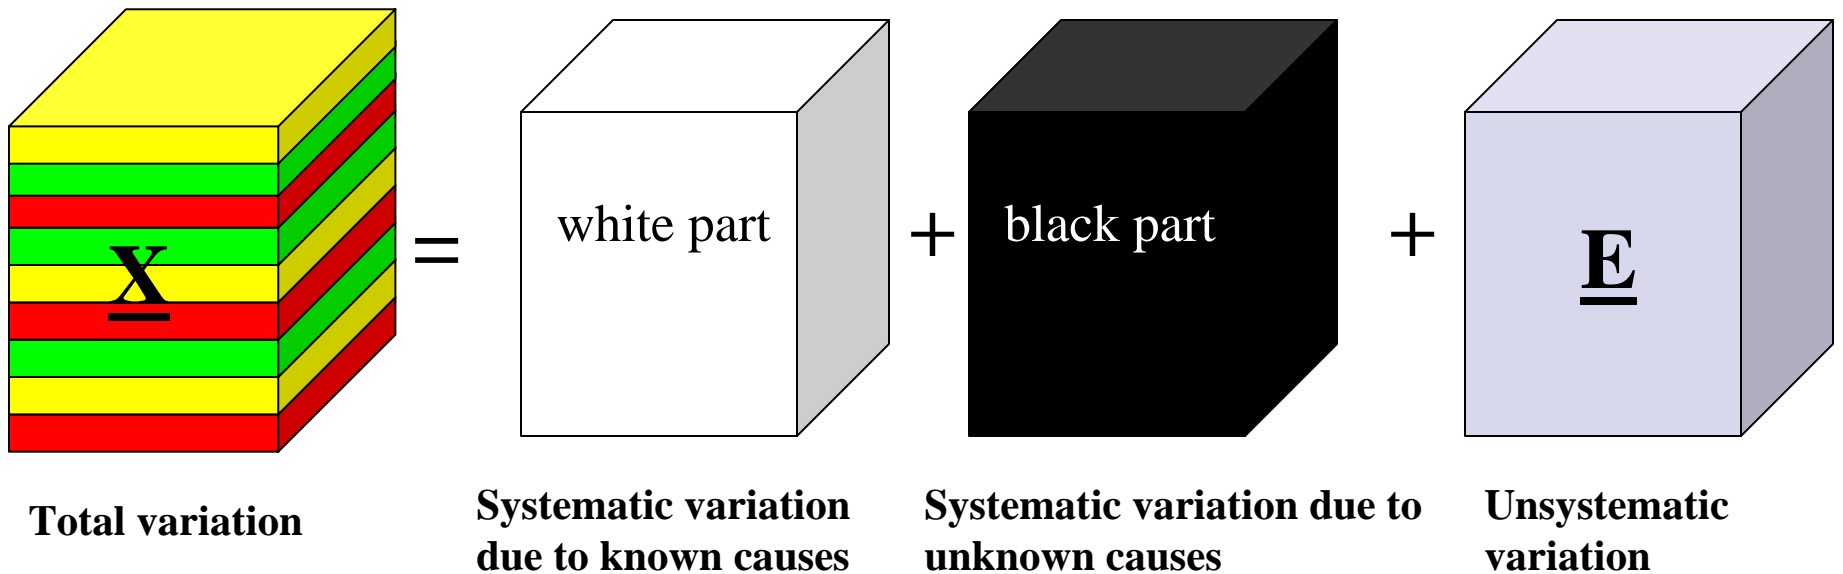 X
=
white part
+
black part
+
E
Total variation
Systematic variation
due to known causes
Systematic variation due to
unknown causes
Unsystematic
variation